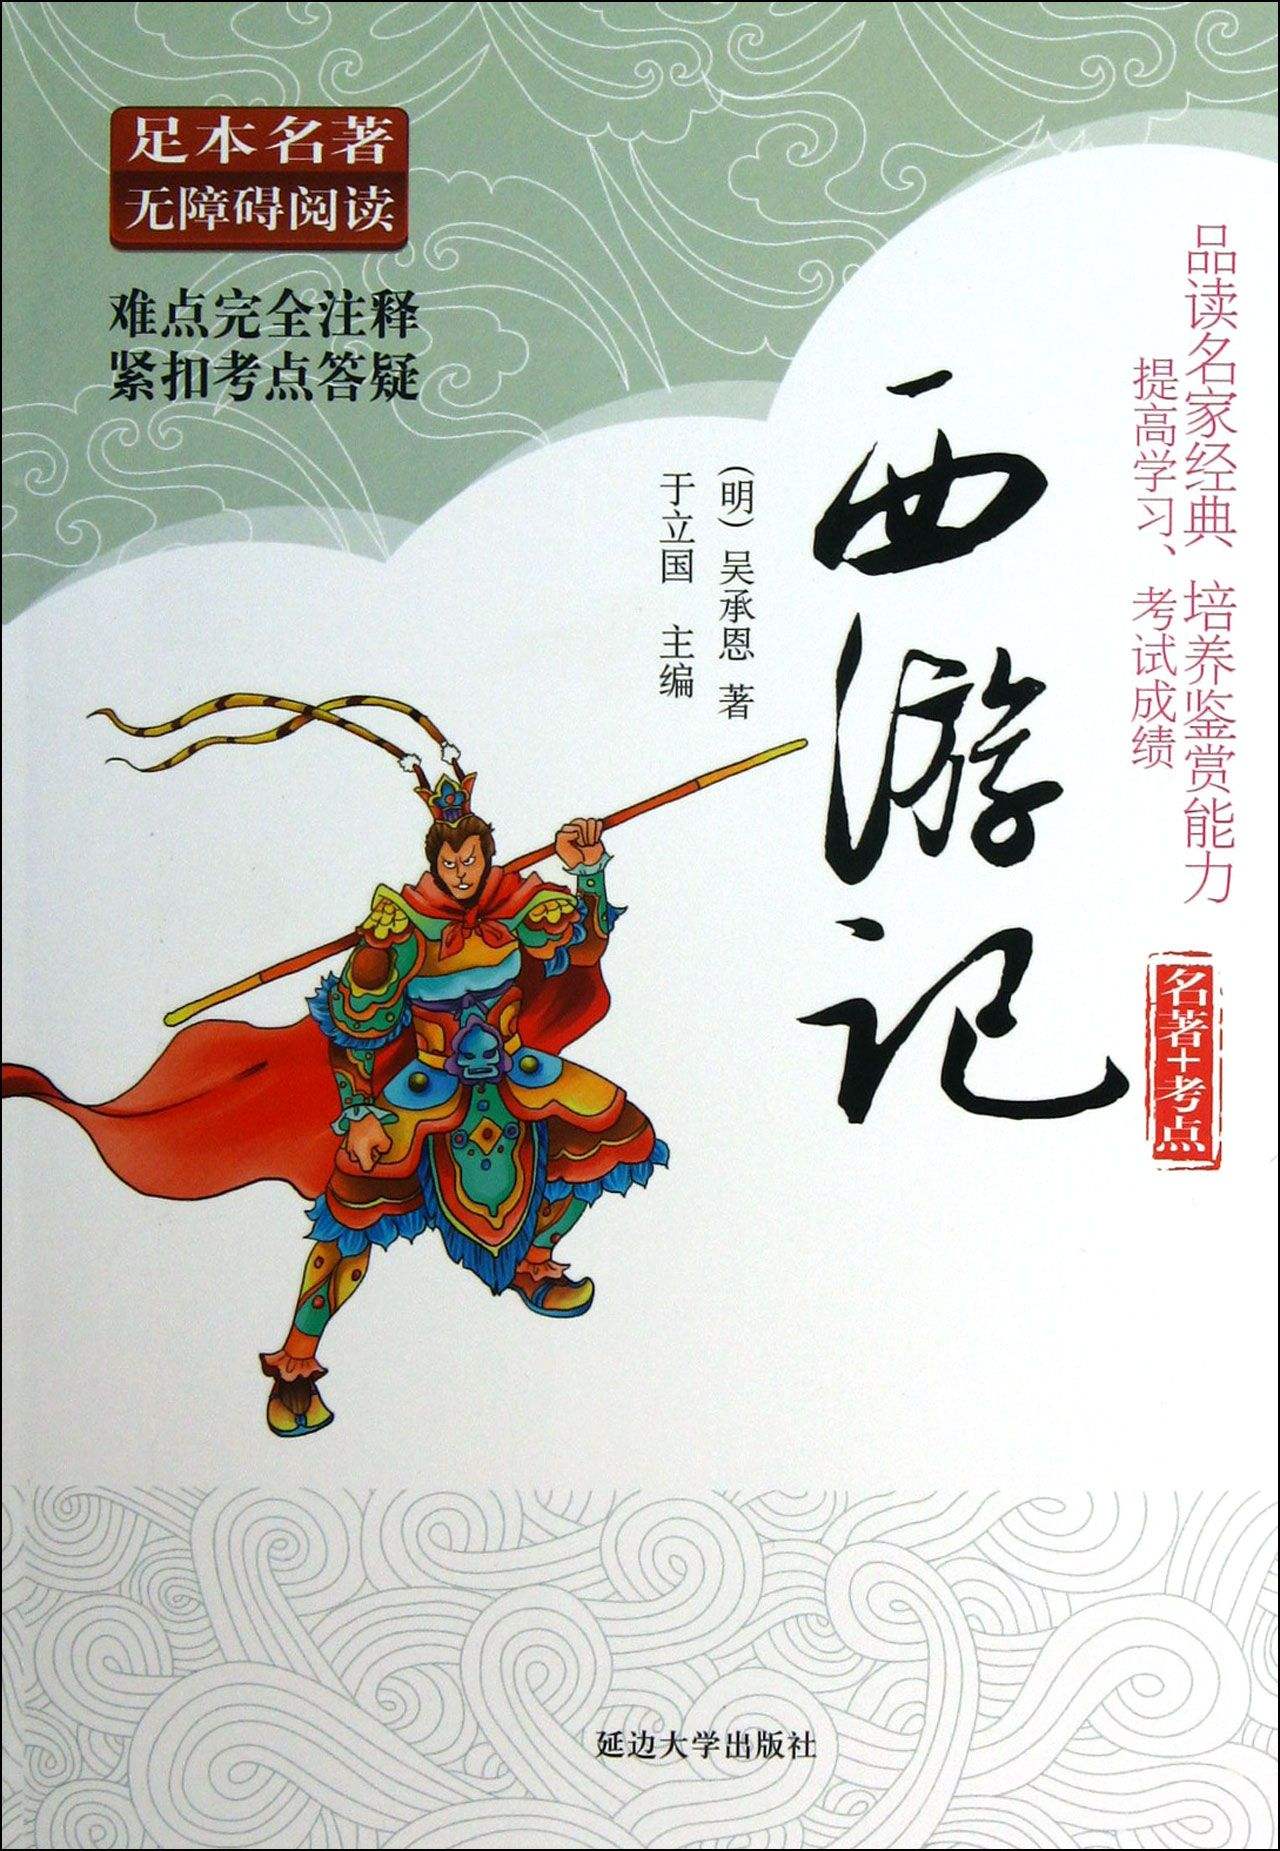 足本名著
无障碍阅读
难点完全注释
紧扣考点答疑
品读名家经典 培养鉴赏能力
提高学习、考试成绩
西游记
(明)吴承恩 著
于立国 主编
名著+考点
延边大学出版社